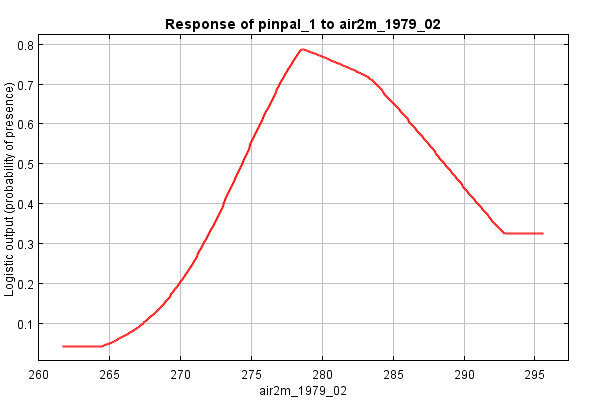 Response of pinpal_1 to air2m_1979_02
Logistic output (probability of presence)
0.8
0.7
0.6
0.5
0.4
0.3
0.2
0.1
260 265 270 275 280 285 290 295
air2m_1979_02